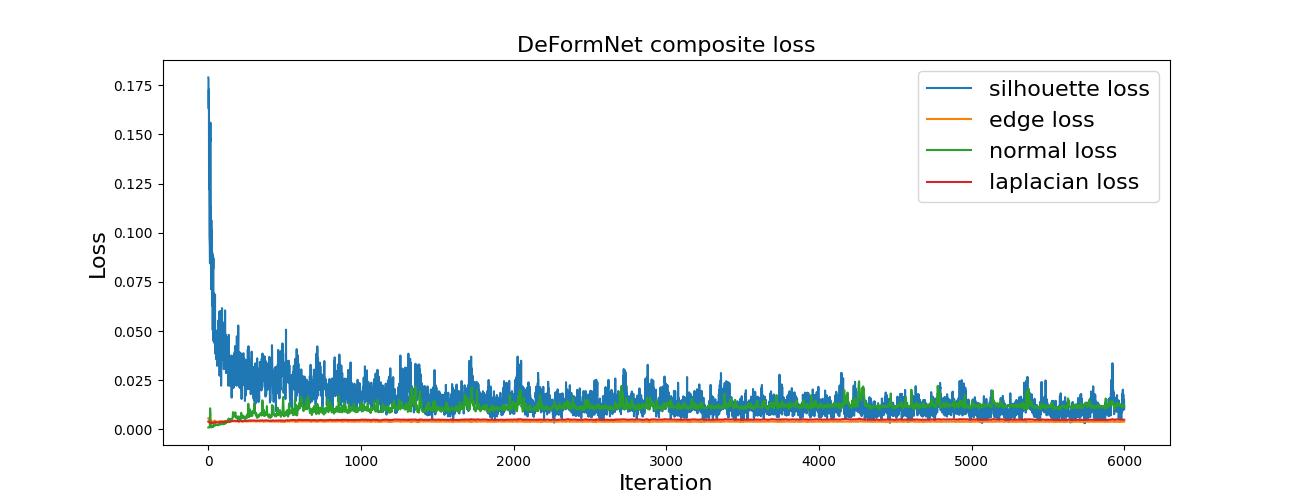 DeFormNet composite loss
silhouette loss
edge loss
normal loss
laplacian loss
Loss
0.175
0.150
0.125
0.100
0.075
0.050
0.025
0.000
0 1000 2000 3000 4000 5000 6000
Iteration